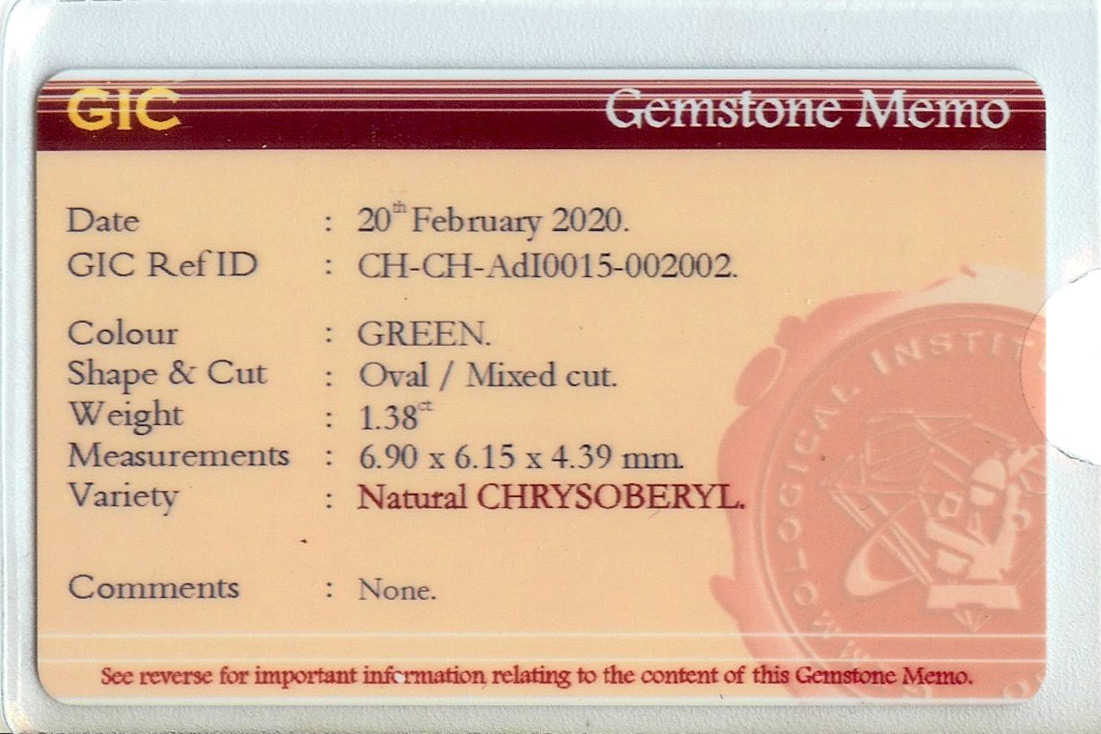 GIC Gemstone Memo
Date : 20th February 2020.
GIC Ref ID : CH-CH-AdI0015-002002.
Colour : GREEN.
Shape & Cut : Oval / Mixed cut.
Weight : 1.38ct
Measurements : 6.90 x 6.15 x 4.39 mm.
Variety : Natural CHRYSOBERYL.
Comments : None.
See reverse for important information relating to the content of this Gemstone Memo.